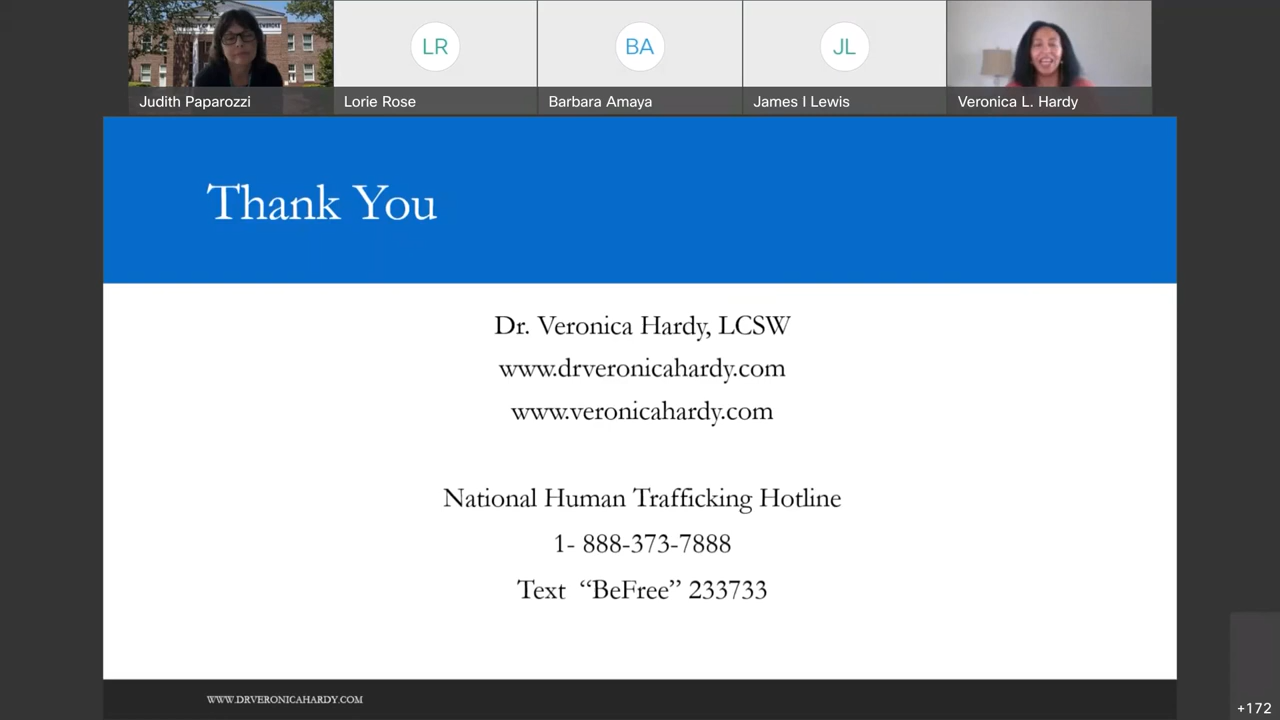 LR
BA
JL
Judith Paparozzi
Lorie Rose
Barbara Amaya
James I Lewis
Veronica L. Hardy
Thank You
Dr. Veronica Hardy, LCSW
www.drveronicahardy.com
www.veronicahardy.com
National Human Trafficking Hotline
1- 888-373-7888
Text “BeFree” 233733
WWW.DRVERONICAHARDY.COM
+172